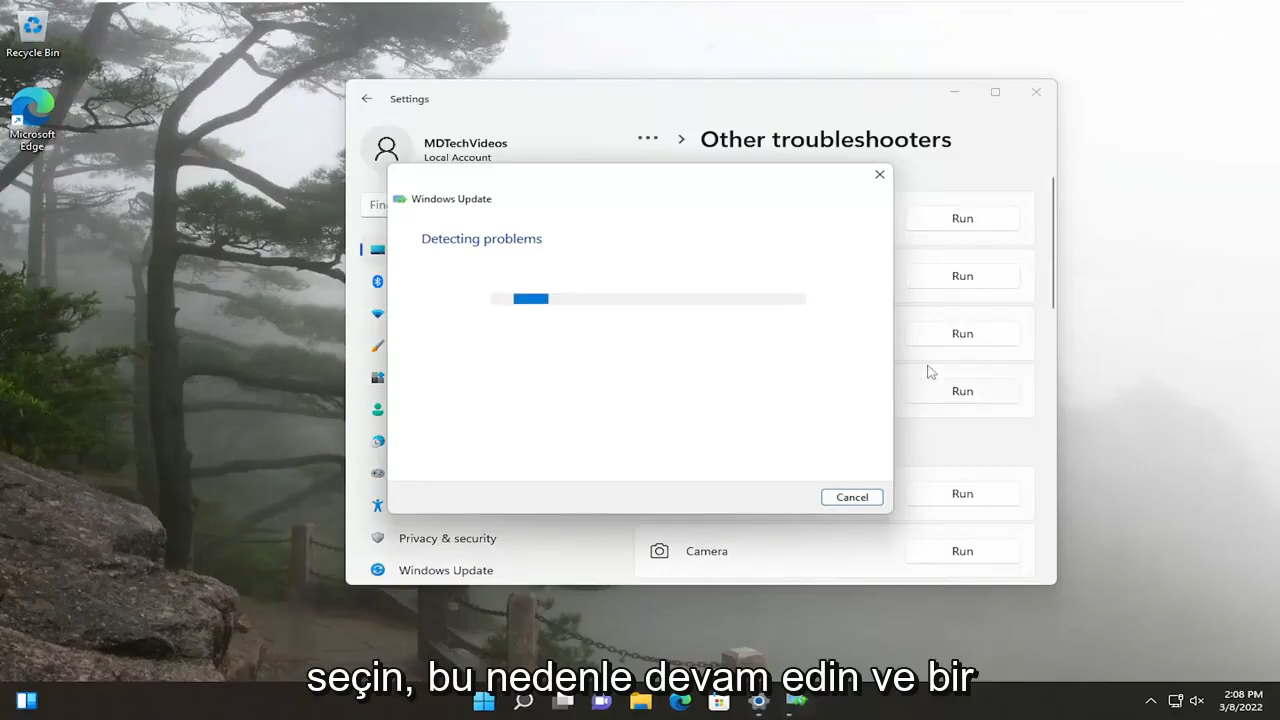 Recycle Bin
Microsoft
Edge
Settings
MDTechVideos
Local Account
••• > Other troubleshooters
Windows Update
Detecting problems
Cancel
Run
Run
Run
Run
Run
Camera
Run
Privacy & security
Windows Update
seçin, bu nedenle devam edin ve bir
2:08 PM
3/8/2022